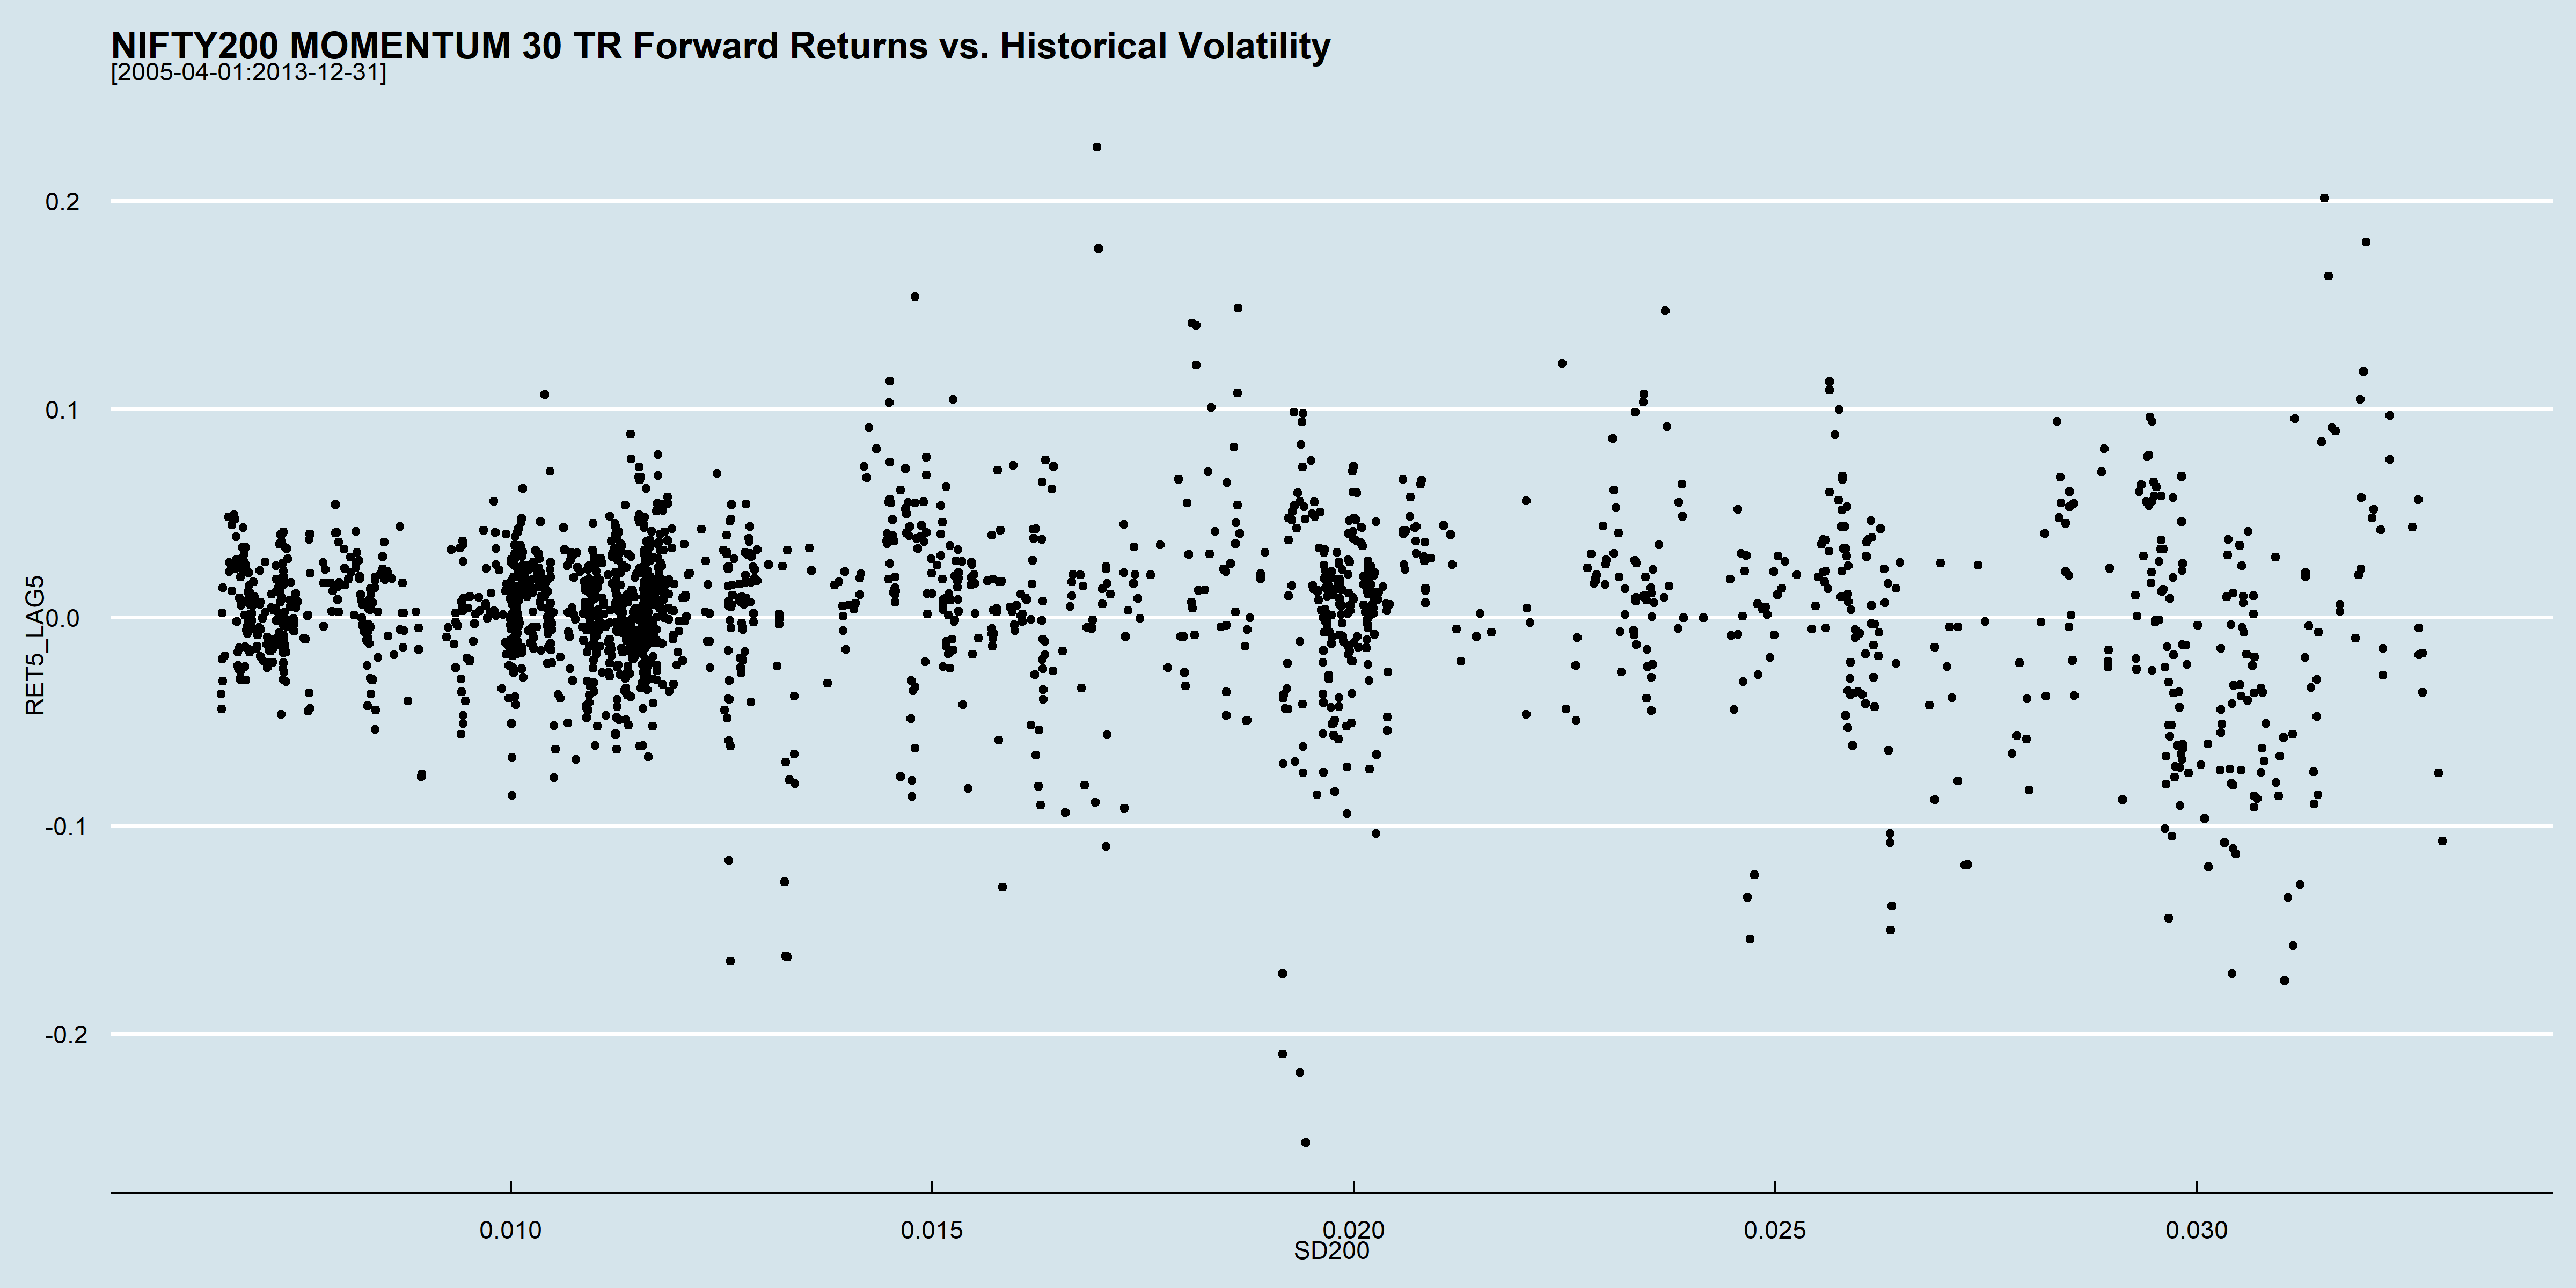 NIFTY200 MOMENTUM 30 TR Forward Returns vs. Historical Volatility
[2005-04-01:2013-12-31]
RET5_LAG5
0.2
0.1
0.0
-0.1
-0.2
0.010 0.015 0.020 0.025 0.030
SD200